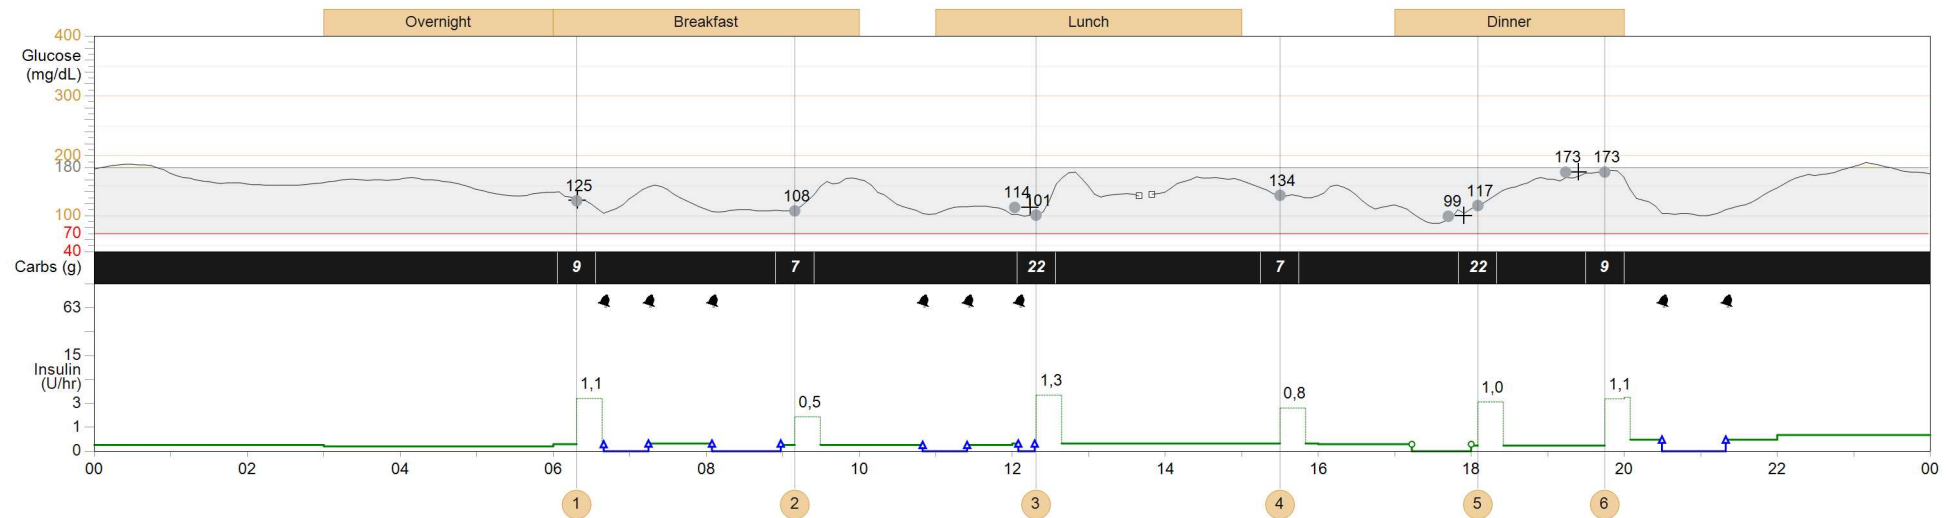 Overnight Breakfast Lunch Dinner
400
Glucose
(mg/dL)
300
200
180
173 173
125 134
108 114 101 99 117
100
70
40
Carbs (g) 9 7 22 7 22 9
63
15
Insulin
(U/hr)
1,1 0,5 1,3 0,8 1,0 1,1
3
1
0
00 02 04 06 08 10 12 14 16 18 20 22 00
1 2 3 4 5 6